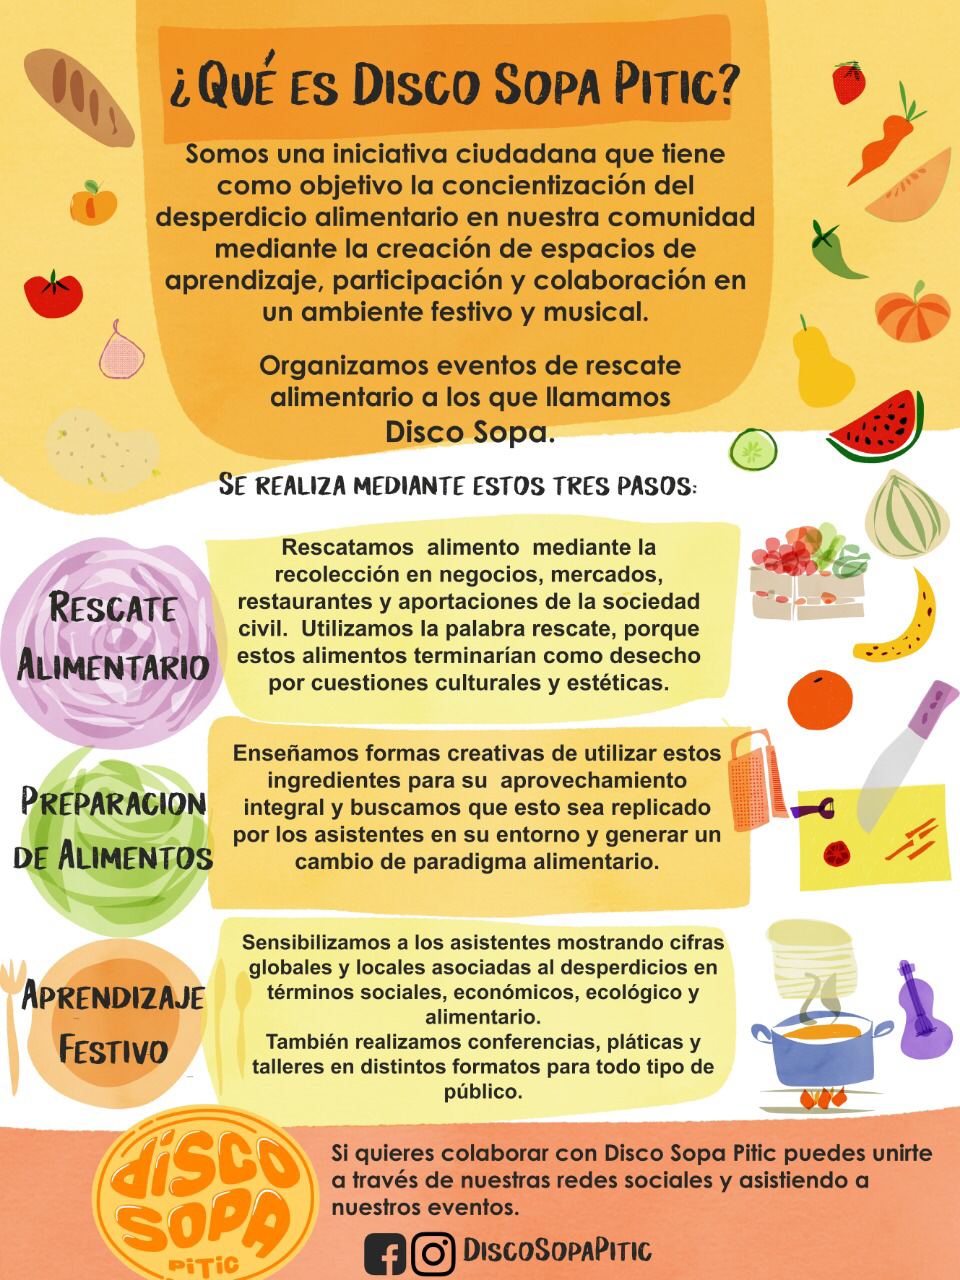 ¿Qué es Disco Sopa Pitic?
Somos una iniciativa ciudadana que tiene
como objetivo la concientización del
desperdicio alimentario en nuestra comunidad
mediante la creación de espacios de
aprendizaje, participación y colaboración en
un ambiente festivo y musical.
Organizamos eventos de rescate
alimentario a los que llamamos
Disco Sopa.
Se realiza mediante estos tres pasos:
Rescate
Alimentario
Rescatamos alimento mediante la
recolección en negocios, mercados,
restaurantes y aportaciones de la sociedad
civil. Utilizamos la palabra rescate, porque
estos alimentos terminarían como desecho
por cuestiones culturales y estéticas.
Preparacion
de Alimentos
Enseñamos formas creativas de utilizar estos
ingredientes para su aprovechamiento
integral y buscamos que esto sea replicado
por los asistentes en su entorno y generar un
cambio de paradigma alimentario.
Aprendizaje
Festivo
Sensibilizamos a los asistentes mostrando cifras
globales y locales asociadas al desperdicios en
términos sociales, económicos, ecológico y
alimentario.
También realizamos conferencias, pláticas y
talleres en distintos formatos para todo tipo de
público.
disco
sopa
pitic
Si quieres colaborar con Disco Sopa Pitic puedes unirte
a través de nuestras redes sociales y asistiendo a
nuestros eventos.
DiscoSopaPitic